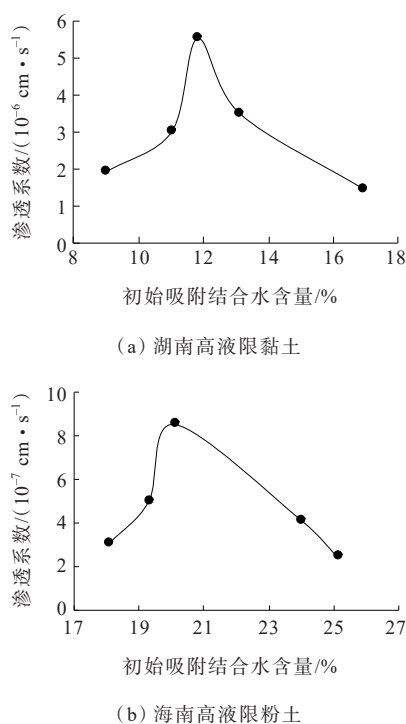 渗透系数/(10⁻⁶ cm·s⁻¹)
6
5
4
3
2
1
0
8 10 12 14 16 18
初始吸附结合水含量/%
(a) 湖南高液限黏土
渗透系数/(10⁻⁷ cm·s⁻¹)
10
8
6
4
2
0
17 19 21 23 25 27
初始吸附结合水含量/%
(b) 海南高液限粉土